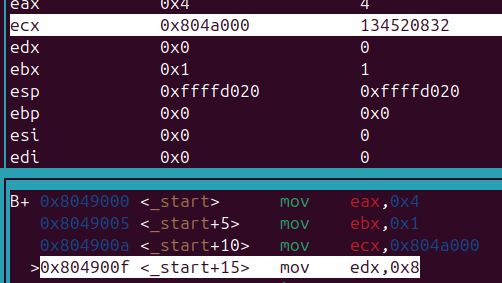 eax 0x4 4
ecx 0x804a000 134520832
edx 0x0 0
ebx 0x1 1
esp 0xffffd020 0xffffd020
ebp 0x0 0x0
esi 0x0 0
edi 0x0 0
B+ 0x8049000 <_start> mov eax,0x4
0x8049005 <_start+5> mov ebx,0x1
0x804900a <_start+10> mov ecx,0x804a000
>0x804900f <_start+15> mov edx,0x8